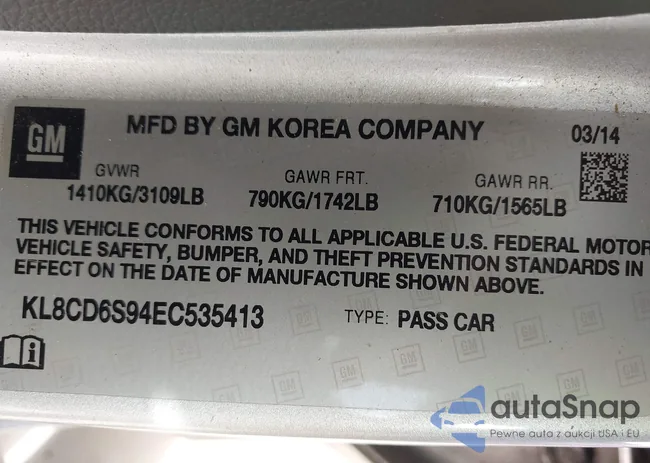 GM MFD BY GM KOREA COMPANY 03/14
GVWR GAWR FRT. GAWR RR.
1410KG/3109LB 790KG/1742LB 710KG/1565LB
THIS VEHICLE CONFORMS TO ALL APPLICABLE U.S. FEDERAL MOTOR
VEHICLE SAFETY, BUMPER, AND THEFT PREVENTION STANDARDS IN
EFFECT ON THE DATE OF MANUFACTURE SHOWN ABOVE.
KL8CD6S94EC535413 TYPE: PASS CAR
autaSnap
Pewne auta z aukcji USA i EU